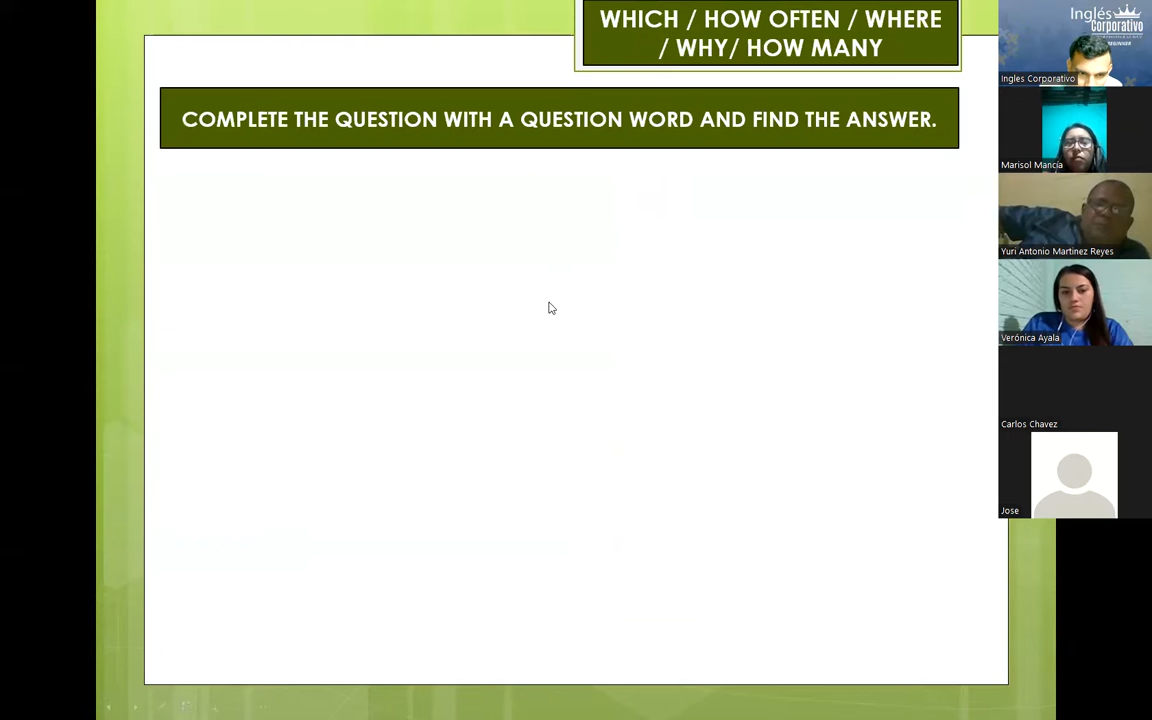 WHICH / HOW OFTEN / WHERE
/ WHY/ HOW MANY
COMPLETE THE QUESTION WITH A QUESTION WORD AND FIND THE ANSWER.
Inglés
Corporativo
Ingles Corporativo
Marisol Mancía
Yuri Antonio Martinez Reyes
Verónica Ayala
Carlos Chavez
Jose